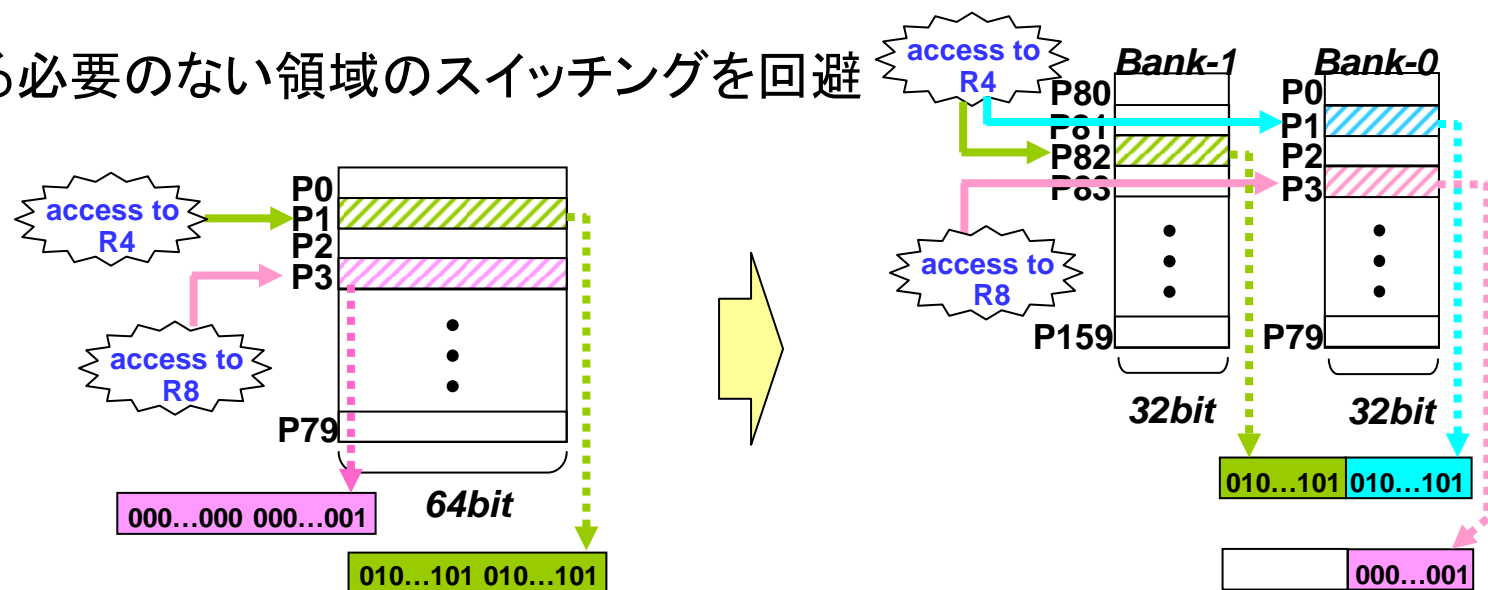 る必要のない領域のスイッチングを回避
access to
R4
P0
P1
P2
P3
access to
R8
P79
64bit
000…000 000…001
010…101 010…101
access to
R4
Bank-1
Bank-0
P80
P81
P82
P83
P0
P1
P2
P3
access to
R8
P159
P79
32bit
32bit
010…101
010…101
000…001